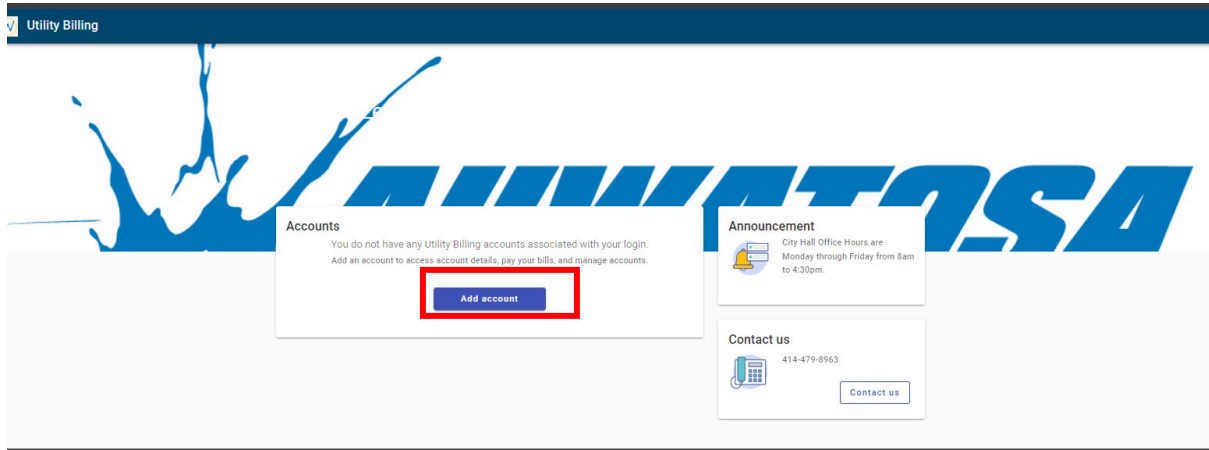 Utility Billing
AUWATOSA
Accounts
You do not have any Utility Billing accounts associated with your login.
Add an account to access account details, pay your bills, and manage accounts.
Add account
Announcement
City Hall Office Hours are
Monday through Friday from 8am
to 4:30pm.
Contact us
414-479-8963
Contact us